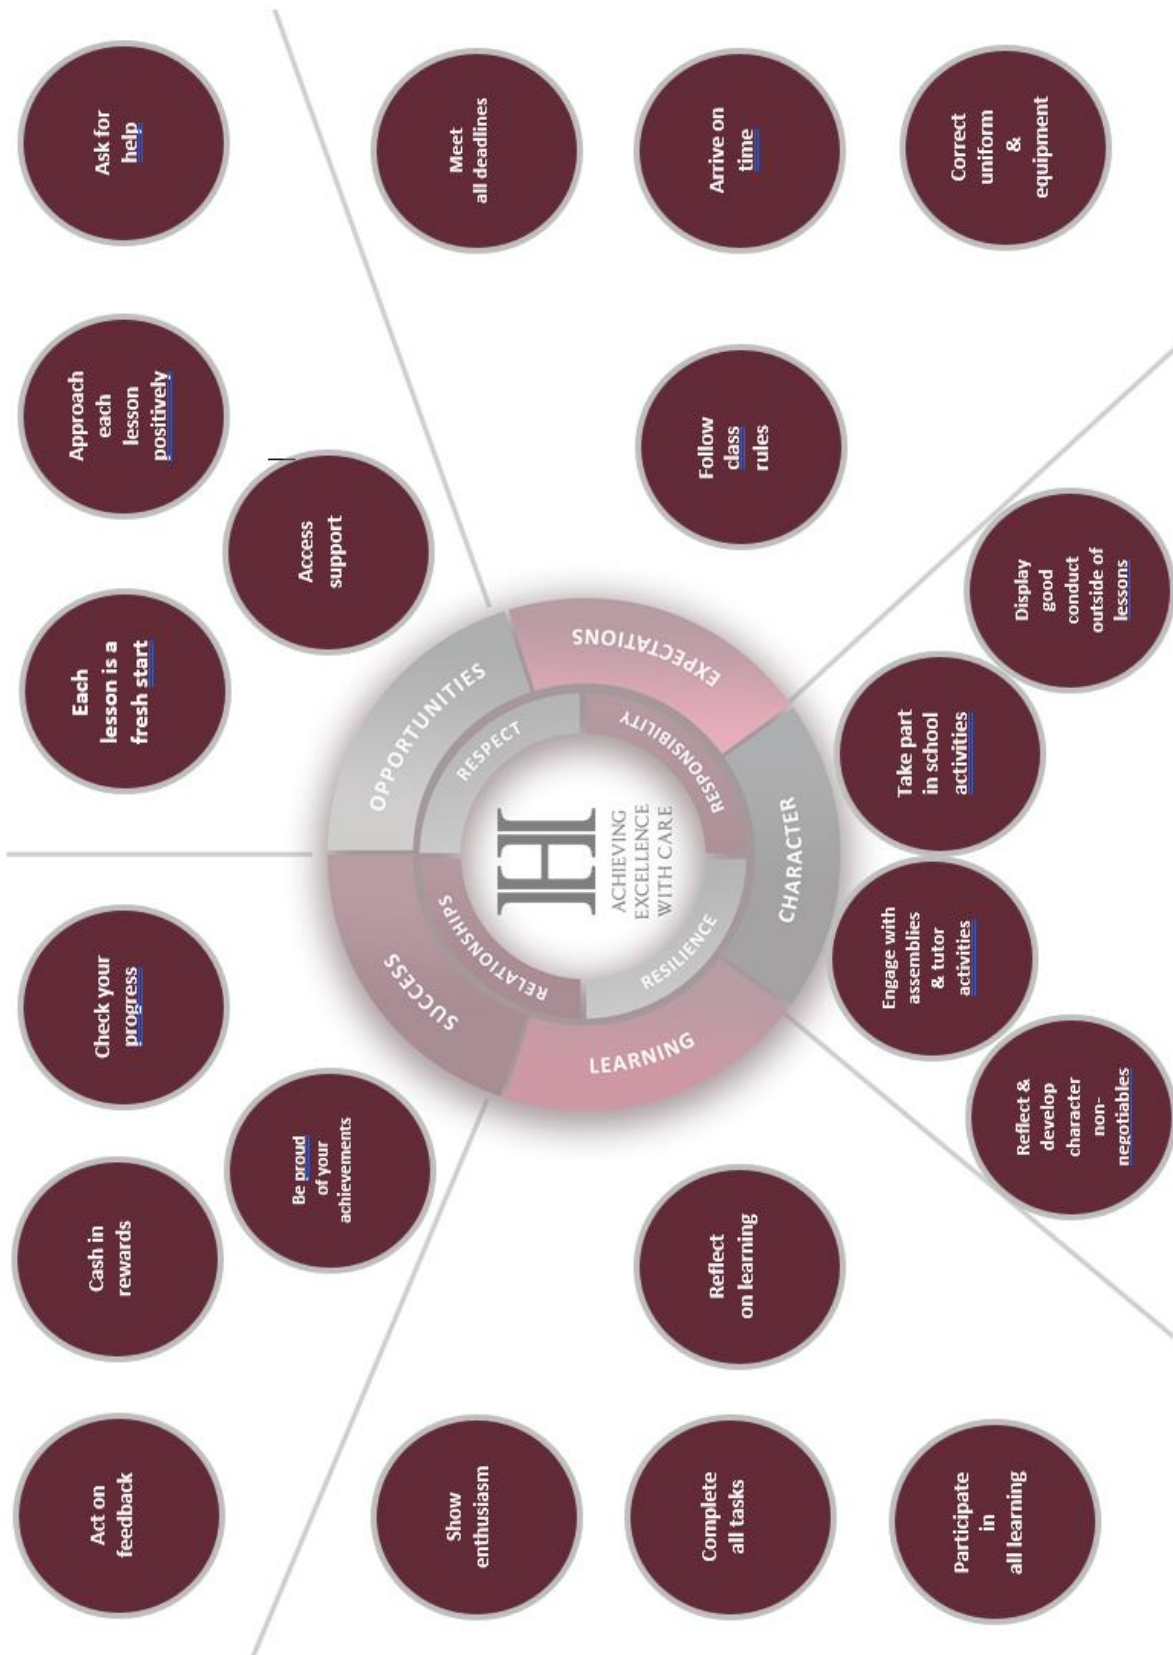 Act on
feedback
Cash in
rewards
Check your
progress
Be proud
of your
achievements
Each
lesson is a
fresh start
Approach
each
lesson
positively
Ask for
help
Access
support
Show
enthusiasm
Complete
all tasks
Participate
in
all learning
Reflect
on learning
SUCCESS
OPPORTUNITIES
LEARNING
EXPECTATIONS
CHARACTER
RELATIONSHIPS
RESPECT
RESILIENCE
RESPONSIBILITY
H
ACHIEVING
EXCELLENCE
WITH CARE
Meet
all deadlines
Arrive on
time
Correct
uniform
&
equipment
Follow
class
rules
Reflect &
develop
character
non-
negotiables
Engage with
assemblies
& tutor
activities
Take part
in school
activities
Display
good
conduct
outside of
lessons